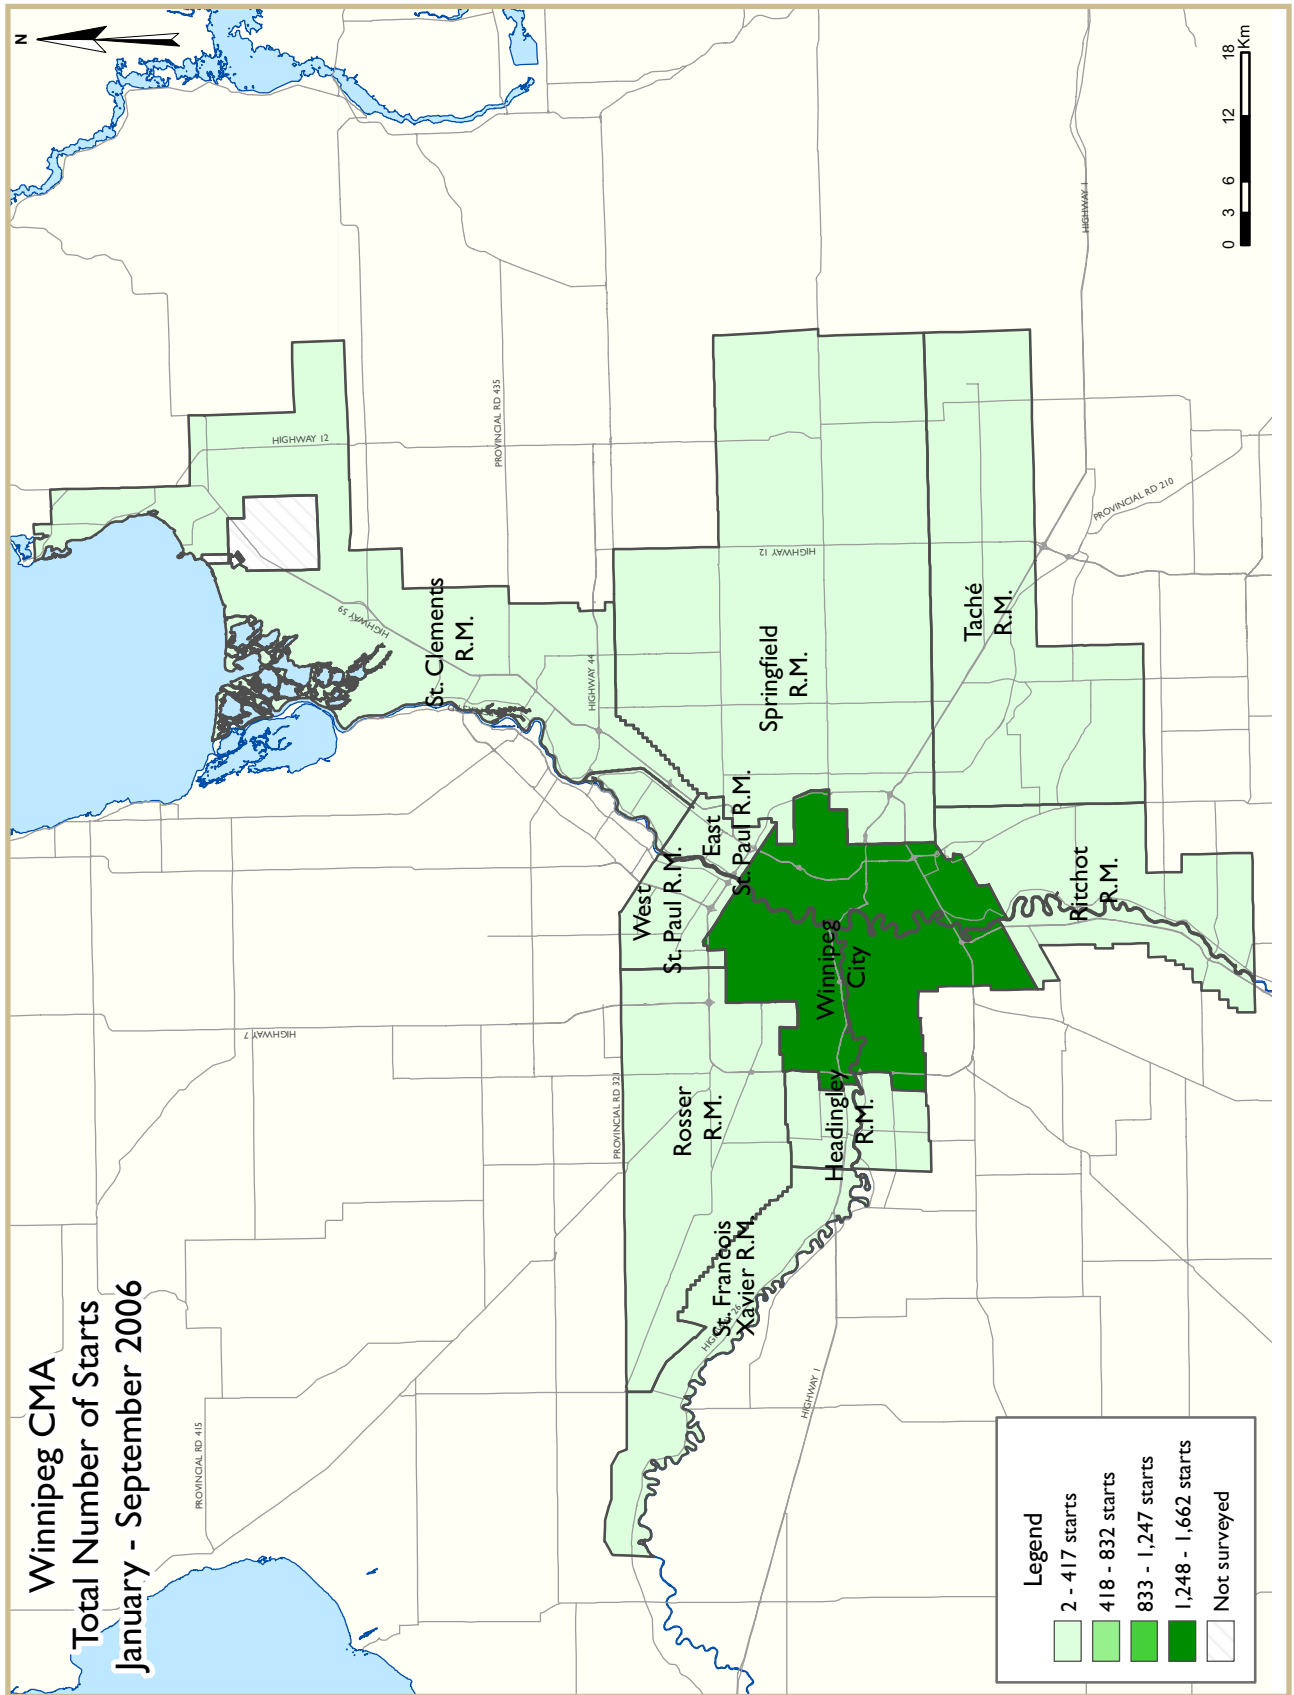 Winnipeg CMA
Total Number of Starts
January - September 2006
N
PROVINCIAL RD 415
HIGHWAY 7
HIGHWAY 12
HIGHWAY 59
PROVINCIAL RD 435
St. Clements
R.M.
HIGHWAY 44
PROVINCIAL RD 321
West
St. Paul R.M.
East
St. Paul R.M.
Rosser
R.M.
St. Francois
Xavier R.M.
26
Springfield
R.M.
HIGHWAY 12
Winnipeg
City
Headingley
R.M.
HIGHWAY 1
Taché
R.M.
HIGHWAY 1
PROVINCIAL RD 210
Ritchot
R.M.
Legend
2 - 417 starts
418 - 832 starts
833 - 1,247 starts
1,248 - 1,662 starts
Not surveyed
0 3 6 12 18
Km